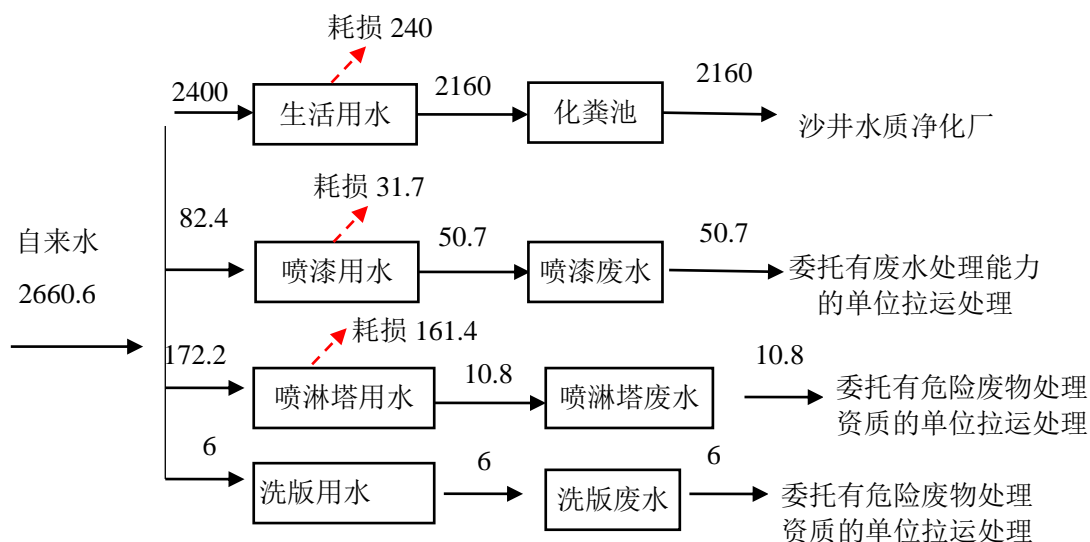 耗损 240
2400
生活用水
2160
化粪池
2160
沙井水质净化厂
耗损 31.7
自来水
2660.6
82.4
喷漆用水
50.7
喷漆废水
50.7
委托有废水处理能力
的单位拉运处理
耗损 161.4
172.2
喷淋塔用水
10.8
喷淋塔废水
10.8
委托有危险废物处理
资质的单位拉运处理
6
洗版用水
6
洗版废水
6
委托有危险废物处理
资质的单位拉运处理